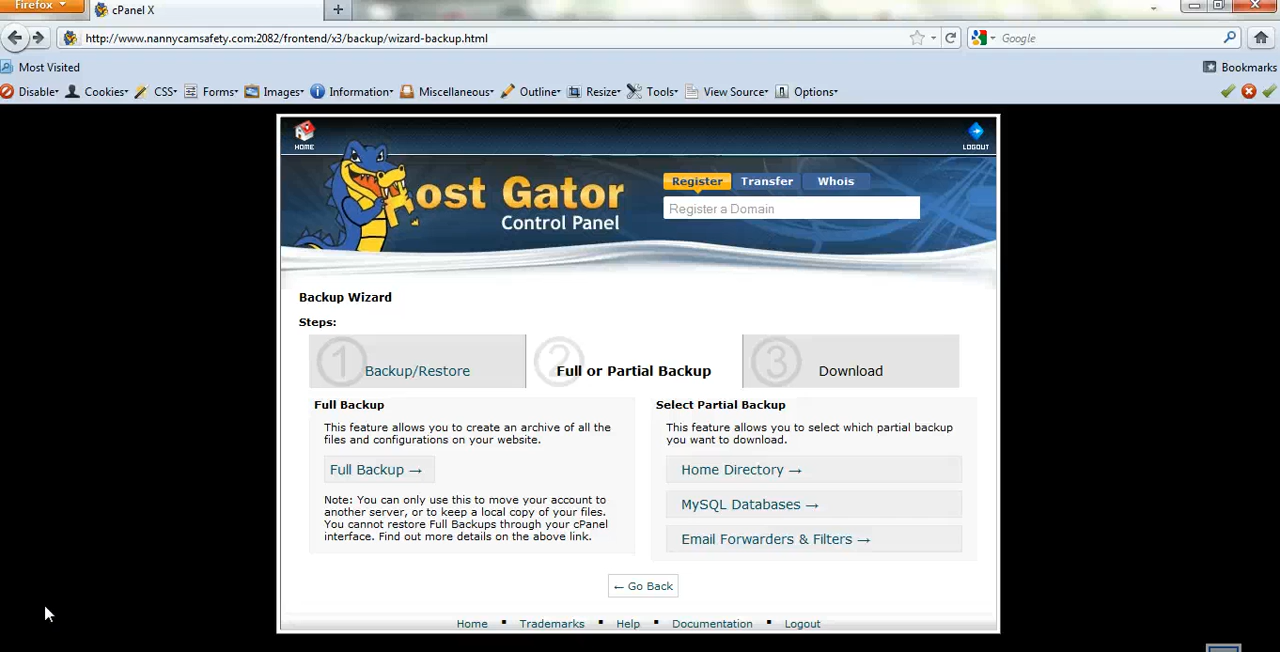 Firefox
cPanel X
http://www.nannycamsafety.com:2082/frontend/x3/backup/wizard-backup.html
Google
Most Visited
Bookmarks
Disable Cookies CSS Forms Images Information Miscellaneous Outline Resize Tools View Source Options
HOME
LOGOUT
Register Transfer Whois
Register a Domain
Host Gator
Control Panel
Backup Wizard
Steps:
1 Backup/Restore
2 Full or Partial Backup
3 Download
Full Backup
This feature allows you to create an archive of all the
files and configurations on your website.
Full Backup →
Note: You can only use this to move your account to
another server, or to keep a local copy of your files.
You cannot restore Full Backups through your cPanel
interface. Find out more details on the above link.
Select Partial Backup
This feature allows you to select which partial backup
you want to download.
Home Directory →
MySQL Databases →
Email Forwarders & Filters →
← Go Back
Home ▪ Trademarks ▪ Help ▪ Documentation ▪ Logout